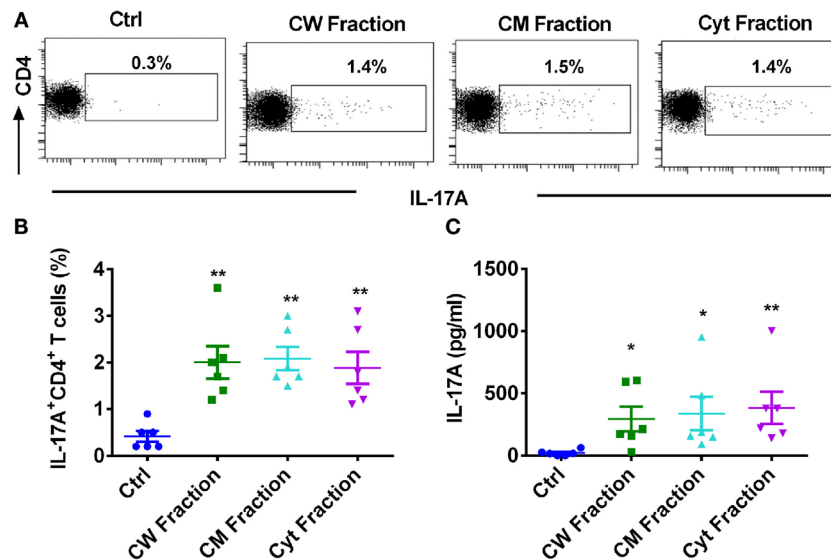 A
Ctrl
CW Fraction
CM Fraction
Cyt Fraction
0.3%
1.4%
1.5%
1.4%
CD4
IL-17A
B
C
IL-17A+CD4+ T cells (%)
4
3
2
1
0
**
**
**
Ctrl
CW Fraction
CM Fraction
Cyt Fraction
IL-17A (pg/ml)
1500
1000
500
0
*
*
**
Ctrl
CW Fraction
CM Fraction
Cyt Fraction